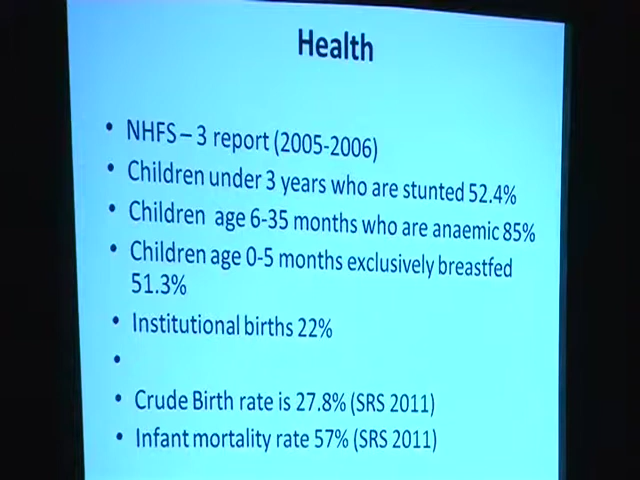 Health
• NHFS – 3 report (2005-2006)
• Children under 3 years who are stunted 52.4%
• Children age 6-35 months who are anaemic 85%
• Children age 0-5 months exclusively breastfed
51.3%
• Institutional births 22%
•
• Crude Birth rate is 27.8% (SRS 2011)
• Infant mortality rate 57% (SRS 2011)